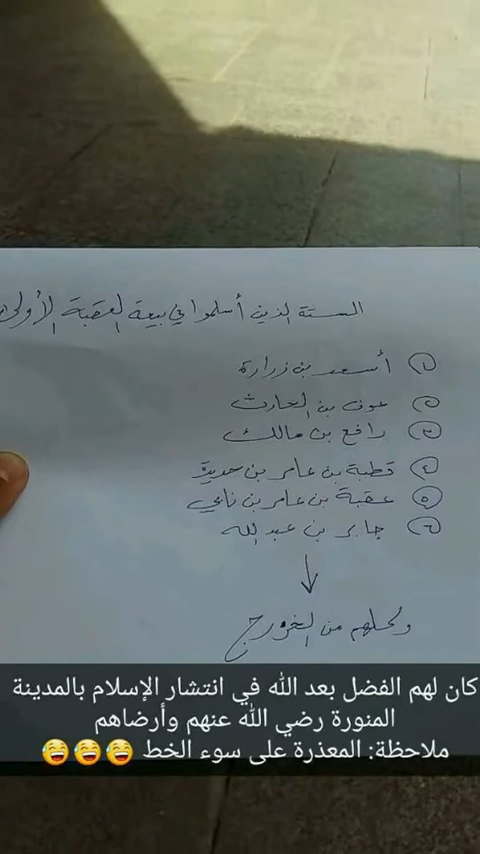 الستة الذين أسلموا في بيعة العقبة الأولى
١ أسعد بن زرارة
٢ عوف بن الحارث
٣ رافع بن مالك
٤ قطبة بن عامر بن حديدة
٥ عقبة بن عامر بن نابي
٦ جابر بن عبد الله
وكلهم من الخزرج
كان لهم الفضل بعد الله في انتشار الإسلام بالمدينة
المنورة رضي الله عنهم وأرضاهم
ملاحظة: المعذرة على سوء الخط 😅😅😅